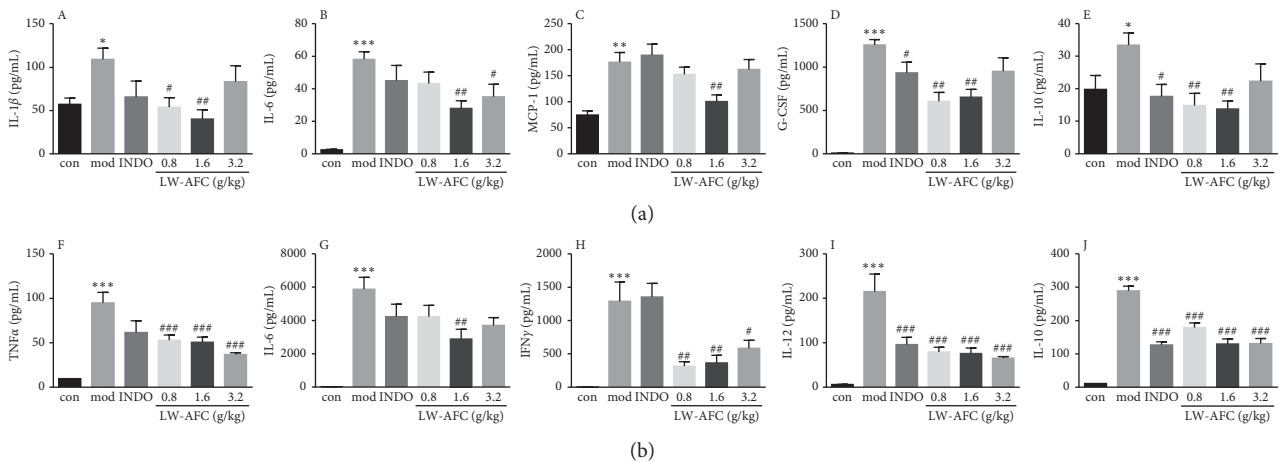 A
IL-1β (pg/mL)
150
100
50
0
*
#
##
con mod INDO 0.8 1.6 3.2
LW-AFC (g/kg)
B
IL-6 (pg/mL)
80
60
40
20
0
***
##
#
con mod INDO 0.8 1.6 3.2
LW-AFC (g/kg)
C
MCP-1 (pg/mL)
250
200
150
100
50
0
**
##
con mod INDO 0.8 1.6 3.2
LW-AFC (g/kg)
D
G-CSF (pg/mL)
1500
1000
500
0
***
#
##
##
con mod INDO 0.8 1.6 3.2
LW-AFC (g/kg)
E
IL-10 (pg/mL)
40
30
20
10
0
*
#
##
##
con mod INDO 0.8 1.6 3.2
LW-AFC (g/kg)
(a)
F
TNFα (pg/mL)
150
100
50
0
***
###
###
###
con mod INDO 0.8 1.6 3.2
LW-AFC (g/kg)
G
IL-6 (pg/mL)
8000
6000
4000
2000
0
***
##
con mod INDO 0.8 1.6 3.2
LW-AFC (g/kg)
H
IFNγ (pg/mL)
2000
1500
1000
500
0
***
##
##
#
con mod INDO 0.8 1.6 3.2
LW-AFC (g/kg)
I
IL-12 (pg/mL)
300
200
100
0
***
###
###
###
###
con mod INDO 0.8 1.6 3.2
LW-AFC (g/kg)
J
IL-10 (pg/mL)
400
300
200
100
0
***
###
###
###
###
con mod INDO 0.8 1.6 3.2
LW-AFC (g/kg)
(b)